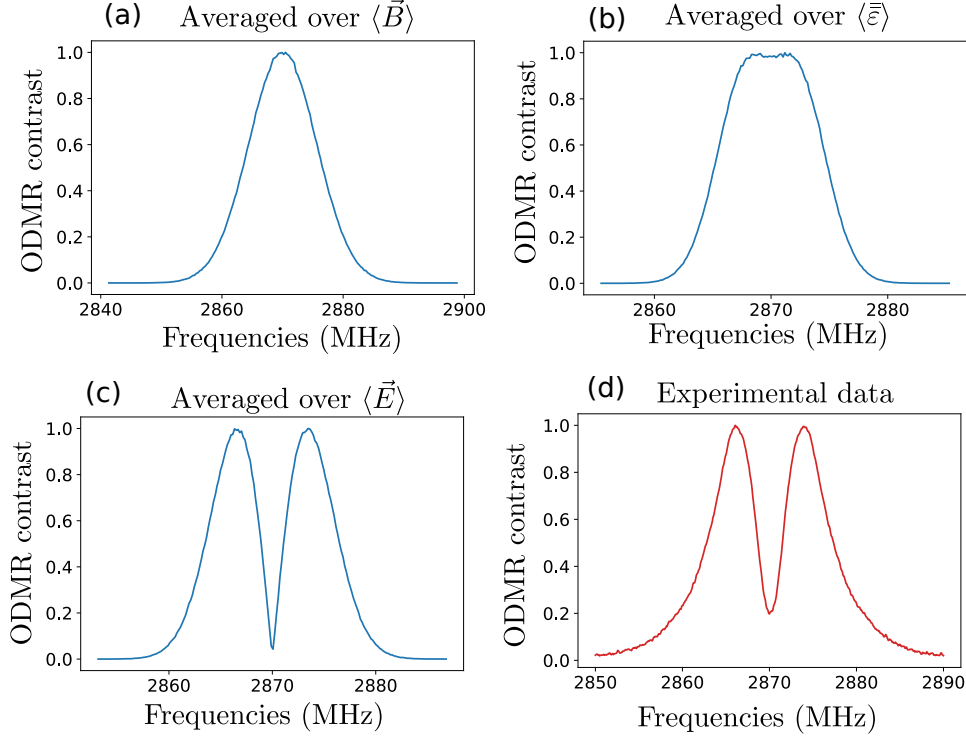 (a) Averaged over ⟨B⃗⟩
ODMR contrast
1.0
0.8
0.6
0.4
0.2
0.0
2840 2860 2880 2900
Frequencies (MHz)
(b) Averaged over ⟨ε̿⟩
ODMR contrast
1.0
0.8
0.6
0.4
0.2
0.0
2860 2870 2880
Frequencies (MHz)
(c) Averaged over ⟨E⃗⟩
ODMR contrast
1.0
0.8
0.6
0.4
0.2
0.0
2860 2870 2880
Frequencies (MHz)
(d) Experimental data
ODMR contrast
1.0
0.8
0.6
0.4
0.2
0.0
2850 2860 2870 2880 2890
Frequencies (MHz)